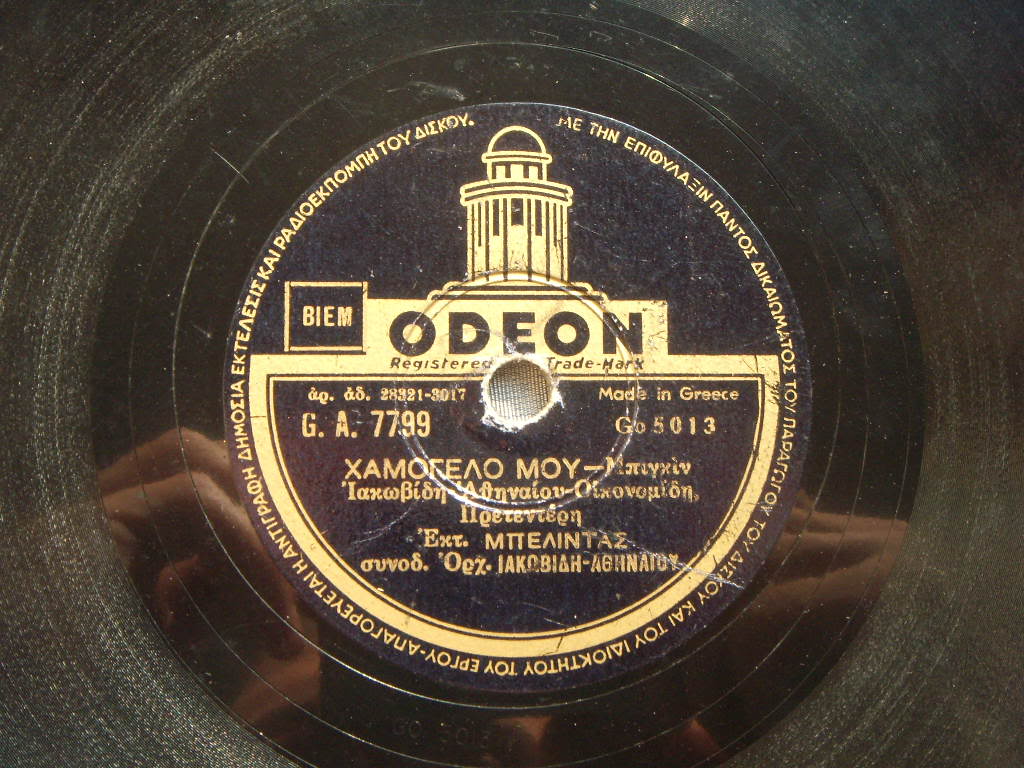 ΜΕ ΤΗΝ ΕΠΙΦΥΛΑΞΙΝ ΠΑΝΤΟΣ ΔΙΚΑΙΩΜΑΤΟΣ ΤΟΥ ΠΑΡΑΓΩΓΟΥ ΤΟΥ ΔΙΣΚΟΥ ΚΑΙ ΤΟΥ ΙΔΙΟΚΤΗΤΟΥ ΤΟΥ ΕΡΓΟΥ-ΑΠΑΓΟΡΕΥΕΤΑΙ Η ΑΝΤΙΓΡΑΦΗ ΔΗΜΟΣΙΑ ΕΚΤΕΛΕΣΙΣ ΚΑΙ ΡΑΔΙΟΕΚΠΟΜΠΗ ΤΟΥ ΔΙΣΚΟΥ.
BIEM
ODEON
Registered Trade-Mark
ἀρ. ἀδ. 28321-3017 Made in Greece
G. A. 7799 Go 5013
ΧΑΜΟΓΕΛΟ ΜΟΥ—Μπιγκὶν
Ἰακωβίδη-Ἀθηναίου-Οἰκονομίδη,
Πρετεντέρη
Ἐκτ. ΜΠΕΛΙΝΤΑΣ
συνοδ. Ὀρχ. ΙΑΚΩΒΙΔΗ-ΑΘΗΝΑΙΟΥ